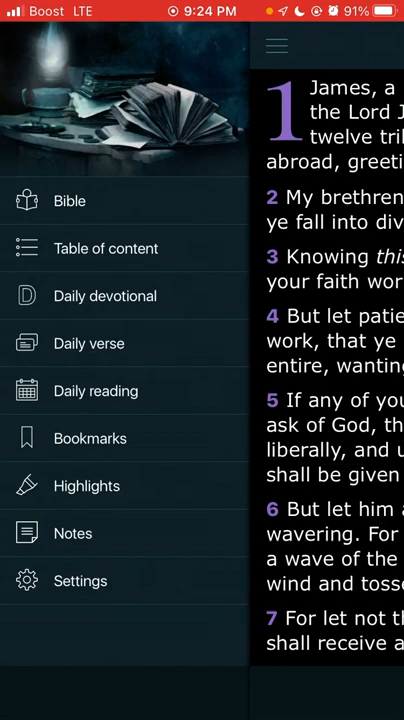 Boost LTE 9:24 PM 91%
Bible
Table of content
Daily devotional
Daily verse
Daily reading
Bookmarks
Highlights
Notes
Settings
1 James, a
the Lord J
twelve tri
abroad, greeti
2 My brethren
ye fall into div
3 Knowing this
your faith wor
4 But let patie
work, that ye
entire, wanting
5 If any of you
ask of God, th
liberally, and u
shall be given
6 But let him a
wavering. For
a wave of the
wind and tosse
7 For let not th
shall receive a